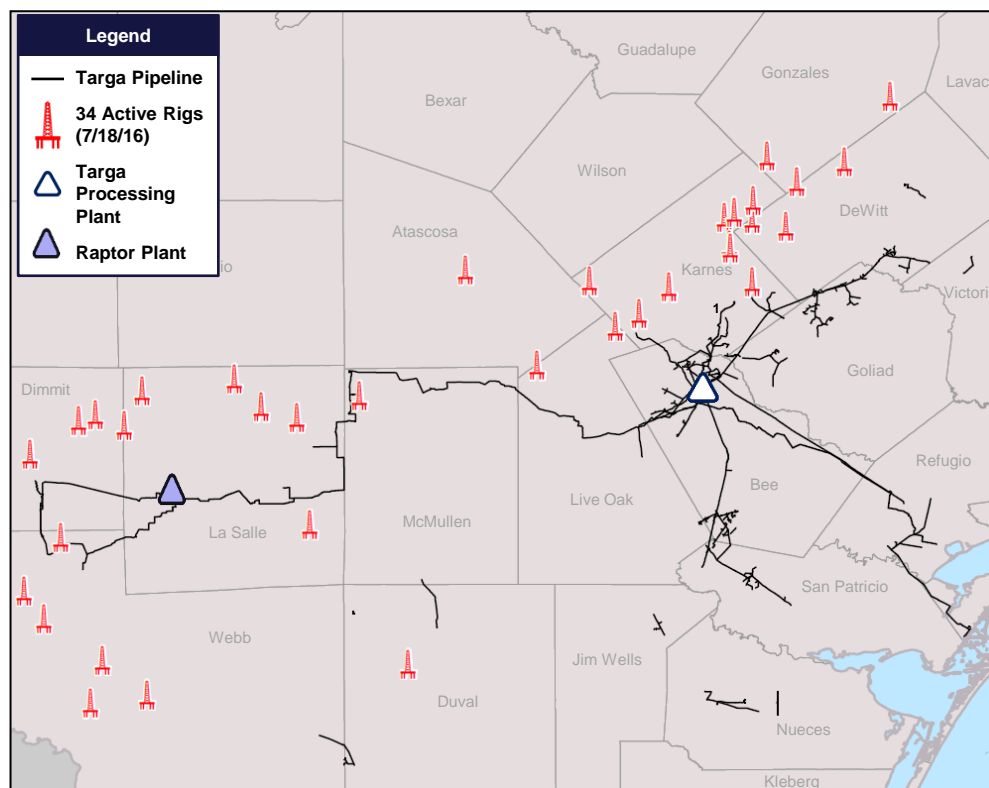 Legend
Targa Pipeline
34 Active Rigs
(7/18/16)
Targa
Processing
Plant
Raptor Plant
Guadalupe
Gonzales
Lavac
Bexar
Wilson
DeWitt
Atascosa
io
Karnes
Victori
Goliad
Dimmit
Refugio
Bee
Live Oak
McMullen
La Salle
San Patricio
Webb
Jim Wells
Duval
Nueces
Kleberg